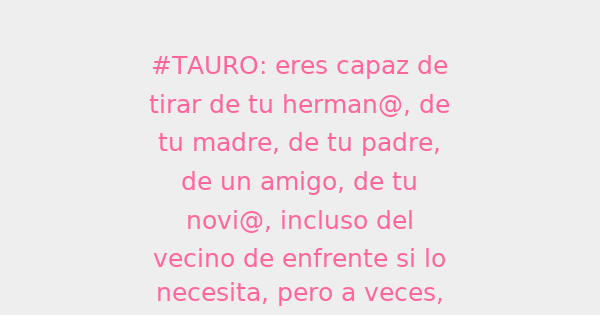 #TAURO: eres capaz de
tirar de tu herman@, de
tu madre, de tu padre,
de un amigo, de tu
novi@, incluso del
vecino de enfrente si lo
necesita, pero a veces,